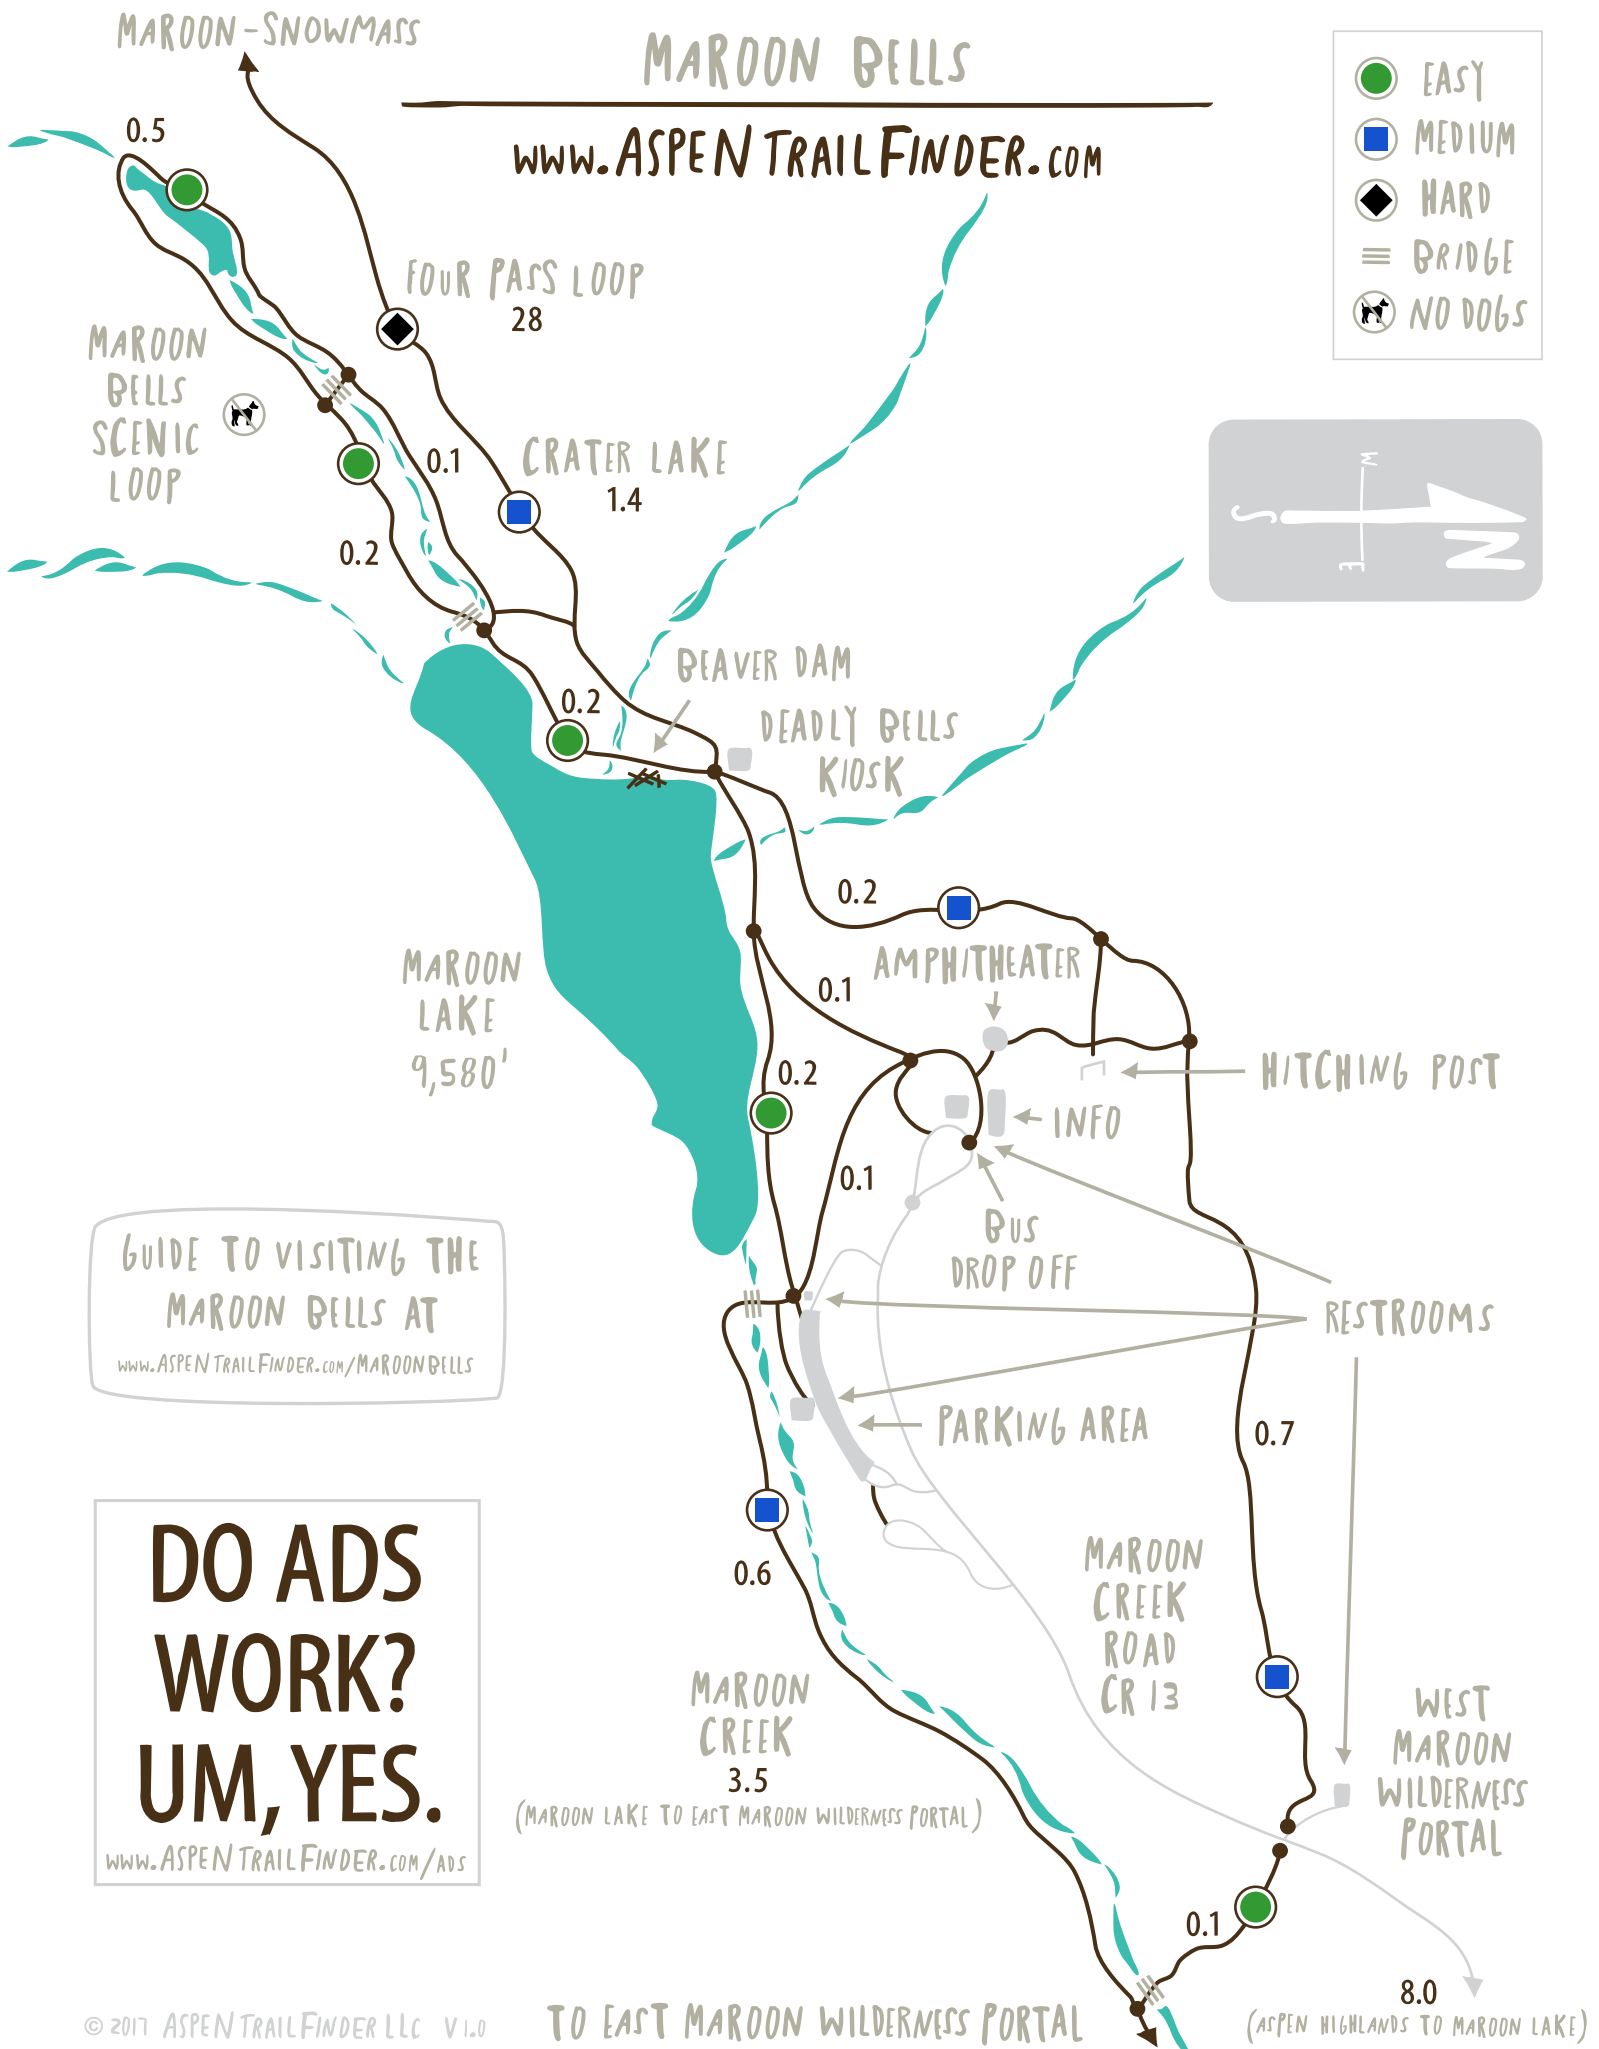 MAROON-SNOWMASS
MAROON BELLS
www.ASPENTRAILFINDER.COM
EASY
MEDIUM
HARD
BRIDGE
NO DOGS
0.5
FOUR PASS LOOP
28
MAROON
BELLS
SCENIC
LOOP
0.1
CRATER LAKE
1.4
0.2
W
S
N
E
BEAVER DAM
0.2
DEADLY BELLS
KIOSK
0.2
AMPHITHEATER
MAROON
LAKE
9,580'
0.1
0.2
HITCHING POST
INFO
0.1
BUS
DROP OFF
RESTROOMS
GUIDE TO VISITING THE
MAROON BELLS AT
www.ASPENTRAILFINDER.COM/MAROONBELLS
PARKING AREA
0.7
DO ADS
WORK?
UM, YES.
www.ASPENTRAILFINDER.COM/ADS
0.6
MAROON
CREEK
ROAD
CR 13
MAROON
CREEK
3.5
(MAROON LAKE TO EAST MAROON WILDERNESS PORTAL)
WEST
MAROON
WILDERNESS
PORTAL
0.1
8.0
(ASPEN HIGHLANDS TO MAROON LAKE)
TO EAST MAROON WILDERNESS PORTAL
© 2017 ASPENTRAILFINDER LLC V 1.0